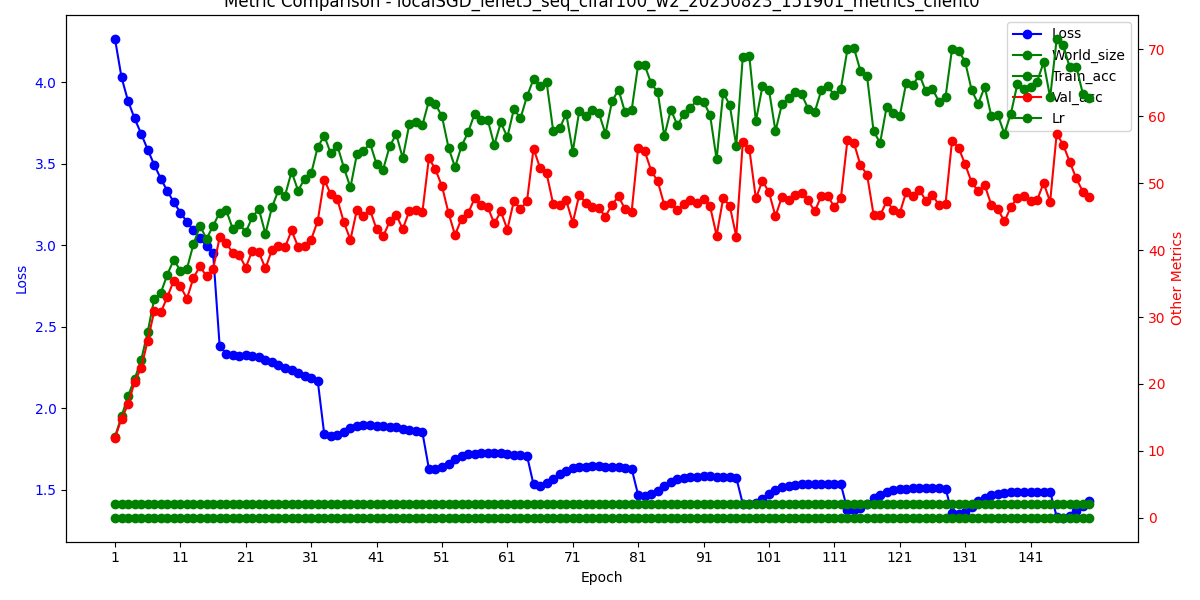 Metric Comparison - localSGD_lenet5_seq_cifar100_w2_20250823_151901_metrics_client0
Loss
World_size
Train_acc
Val_acc
Lr
4.0
3.5
3.0
2.5
2.0
1.5
Loss
70
60
50
40
30
20
10
0
Other Metrics
1 11 21 31 41 51 61 71 81 91 101 111 121 131 141
Epoch